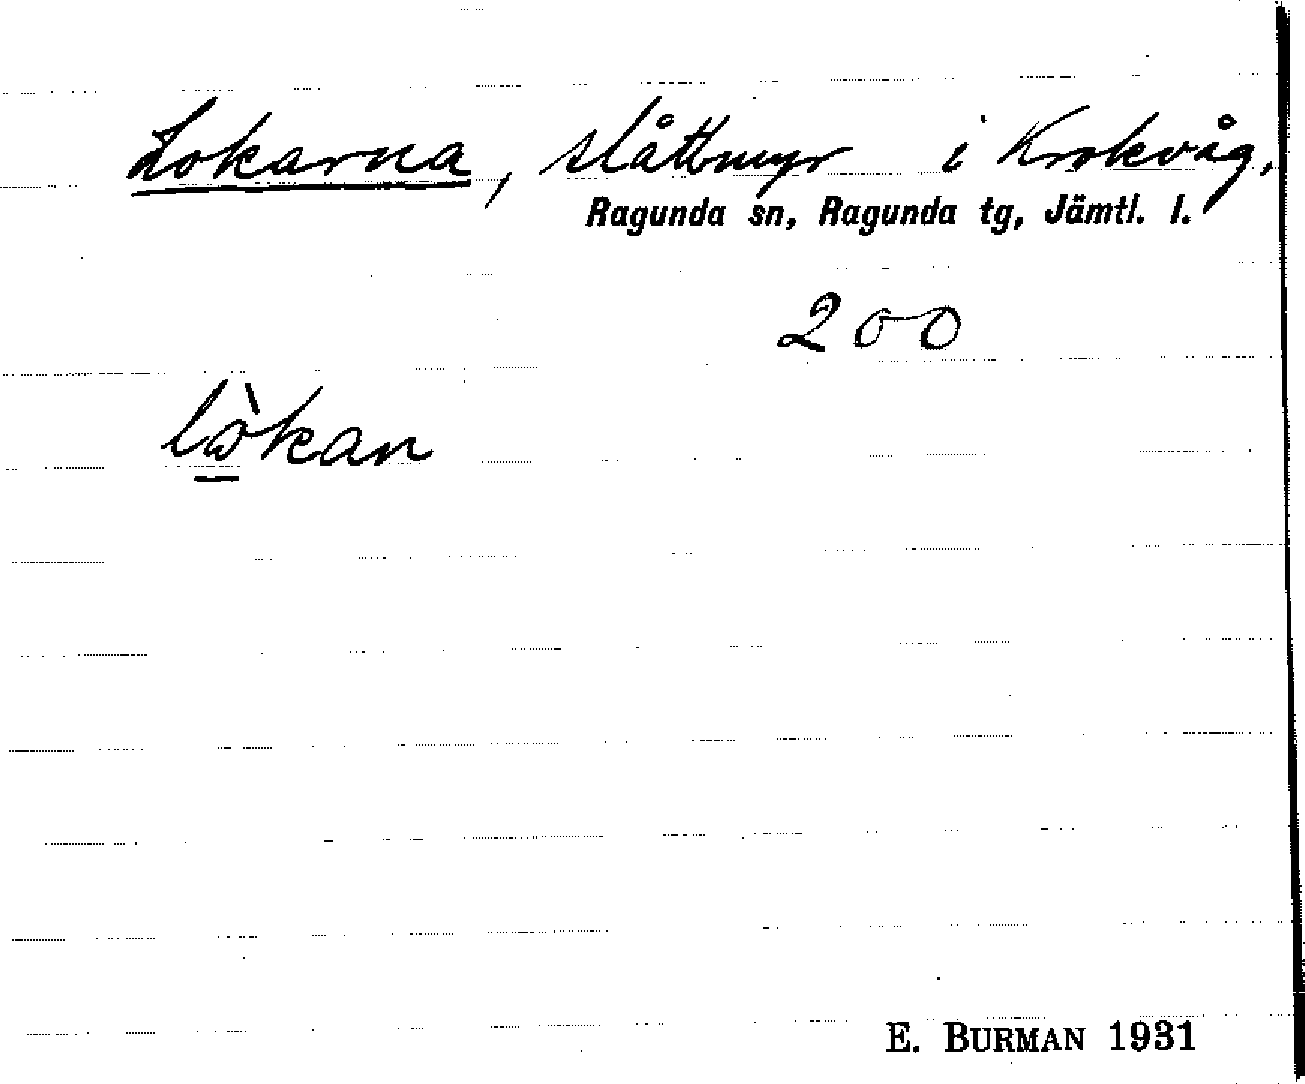 Lokarna, slåttmyr i Krokvåg,
Ragunda sn, Ragunda tg, Jämtl. l.
200
lòkan
E. BURMAN 1931